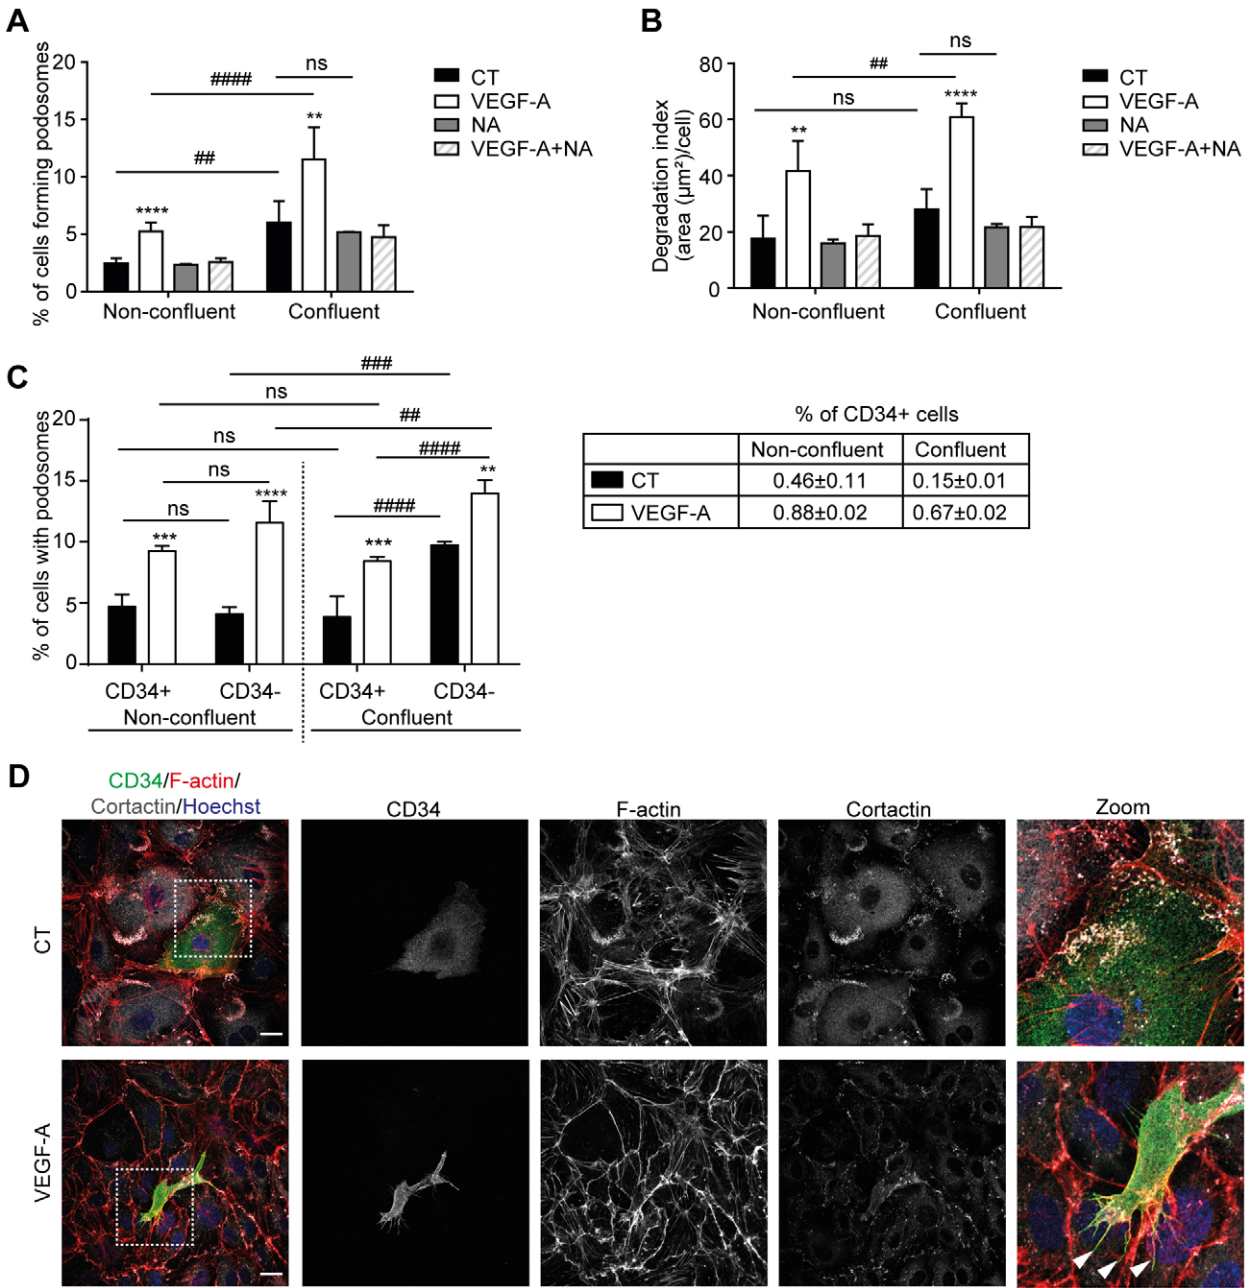 A
% of cells forming podosomes
20
15
10
5
0
####
ns
##
****
**
Non-confluent
Confluent
CT
VEGF-A
NA
VEGF-A+NA
B
Degradation index
(area (µm²)/cell)
80
60
40
20
0
ns
##
ns
**
****
Non-confluent
Confluent
CT
VEGF-A
NA
VEGF-A+NA
C
% of cells with podosomes
20
15
10
5
0
###
ns
##
ns
####
ns
ns
####
***
****
***
**
CD34+
CD34-
CD34+
CD34-
Non-confluent
Confluent
% of CD34+ cells
Non-confluent Confluent
CT 0.46±0.11 0.15±0.01
VEGF-A 0.88±0.02 0.67±0.02
D
CD34/F-actin/
Cortactin/Hoechst
CD34
F-actin
Cortactin
Zoom
CT
VEGF-A